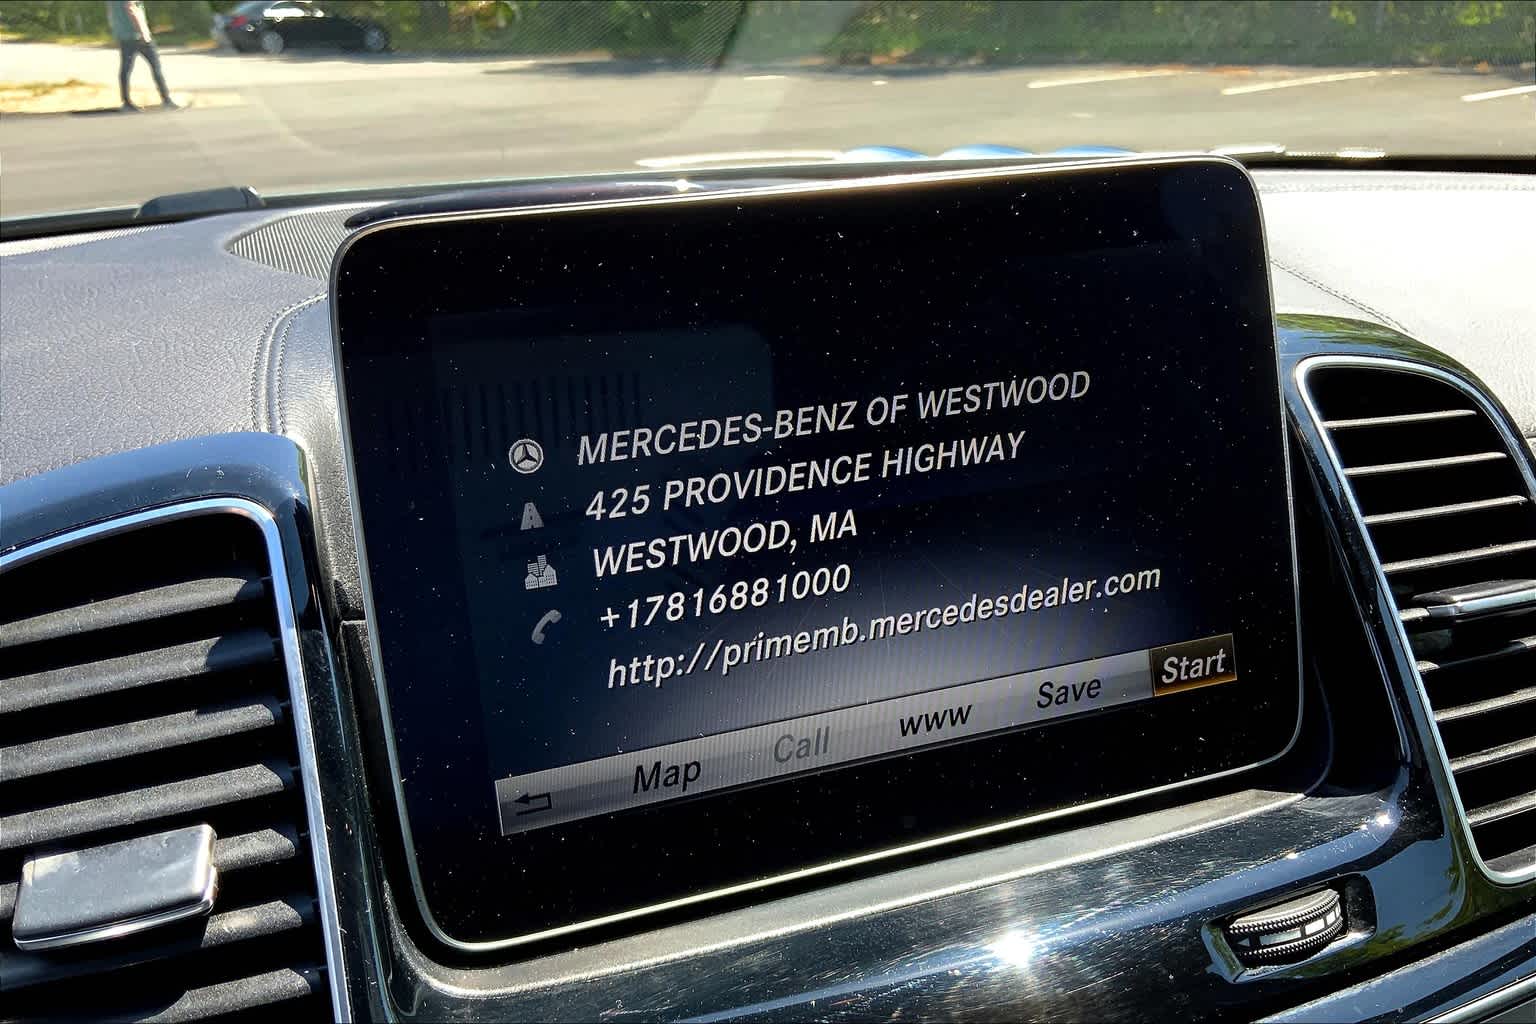 MERCEDES-BENZ OF WESTWOOD
425 PROVIDENCE HIGHWAY
WESTWOOD, MA
+17816881000
http://primemb.mercedesdealer.com
Map Call www Save Start